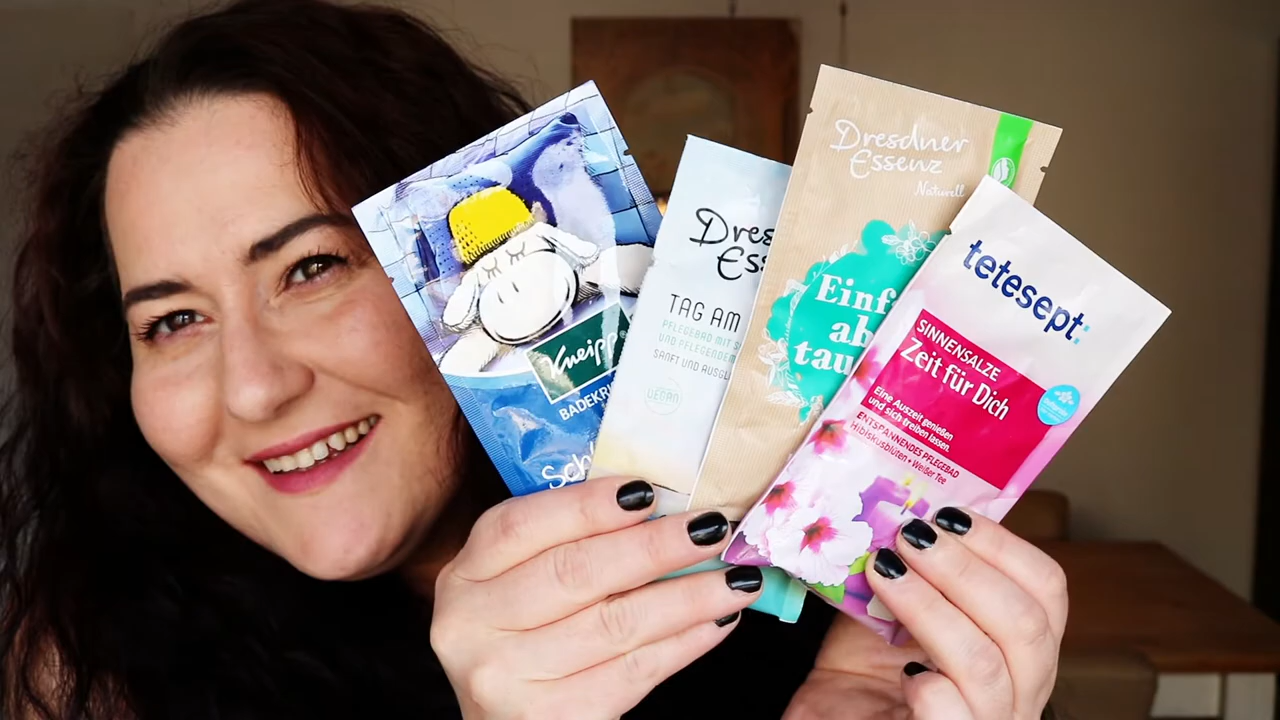 Kneipp®
BADEKRI
Sch
Dres
Ess
TAG AM
PFLEGEBAD MIT S
UND PFLEGENDEM
SANFT UND AUSGL
VEGAN
Dresdner
Essenz
Naturell
Einf
ab
tau
tetesept:
SINNENSALZE
Zeit für Dich
Eine Auszeit genießen
und sich treiben lassen.
ENTSPANNENDES PFLEGEBAD
Hibiskusblüten • Weißer Tee